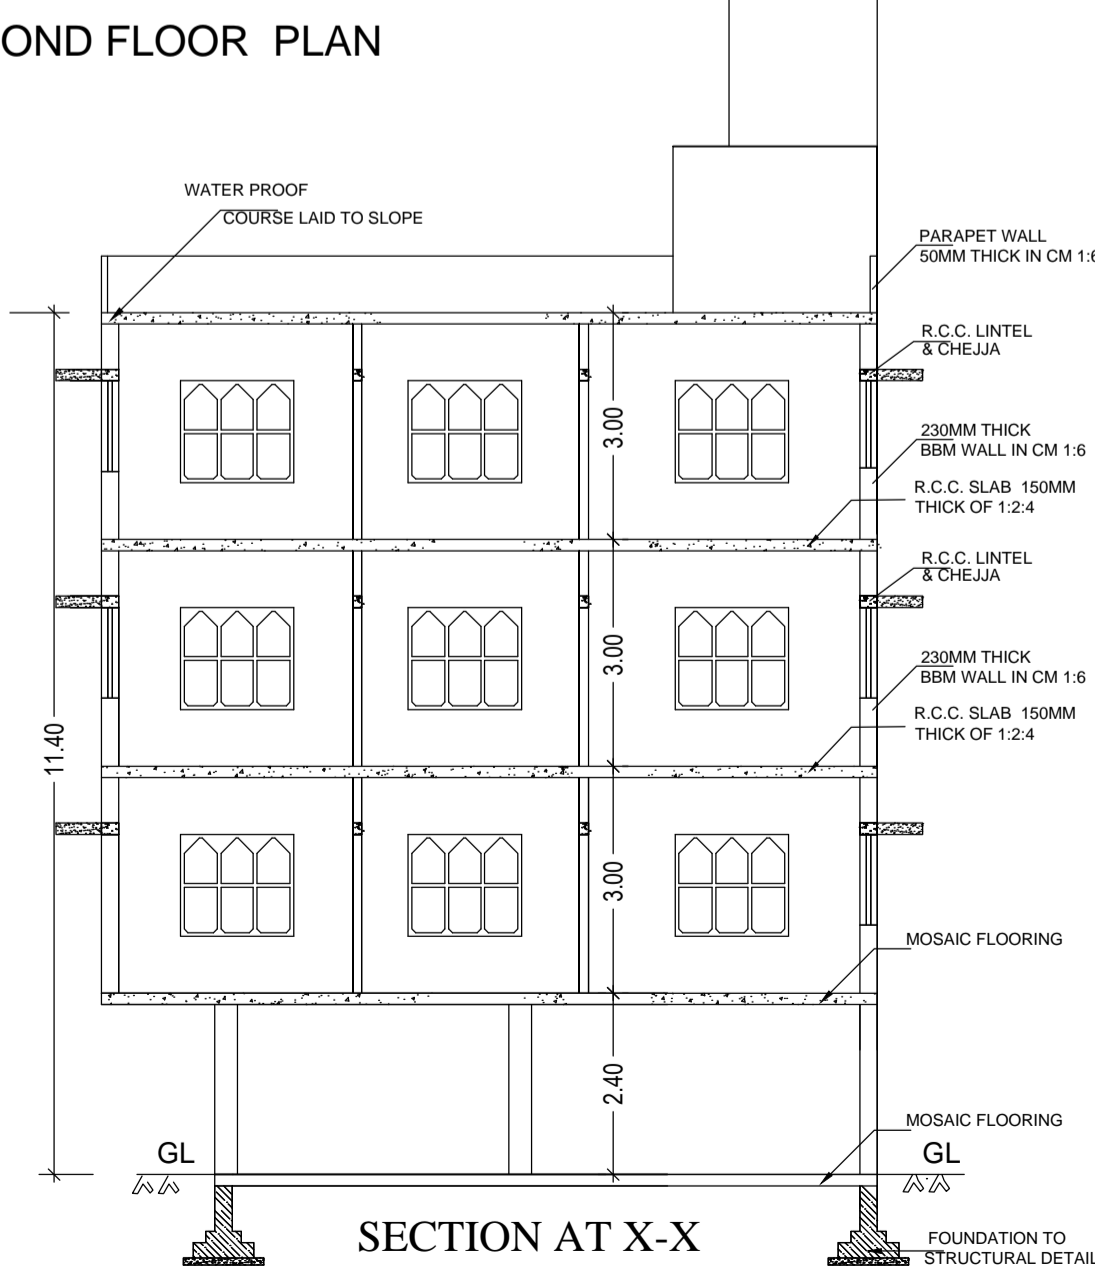 OND FLOOR PLAN
WATER PROOF
COURSE LAID TO SLOPE
PARAPET WALL
50MM THICK IN CM 1:6
R.C.C. LINTEL
& CHEJJA
3.00
230MM THICK
BBM WALL IN CM 1:6
R.C.C. SLAB 150MM
THICK OF 1:2:4
R.C.C. LINTEL
& CHEJJA
3.00
230MM THICK
BBM WALL IN CM 1:6
R.C.C. SLAB 150MM
THICK OF 1:2:4
11.40
3.00
MOSAIC FLOORING
2.40
MOSAIC FLOORING
GL
GL
SECTION AT X-X
FOUNDATION TO
STRUCTURAL DETAIL